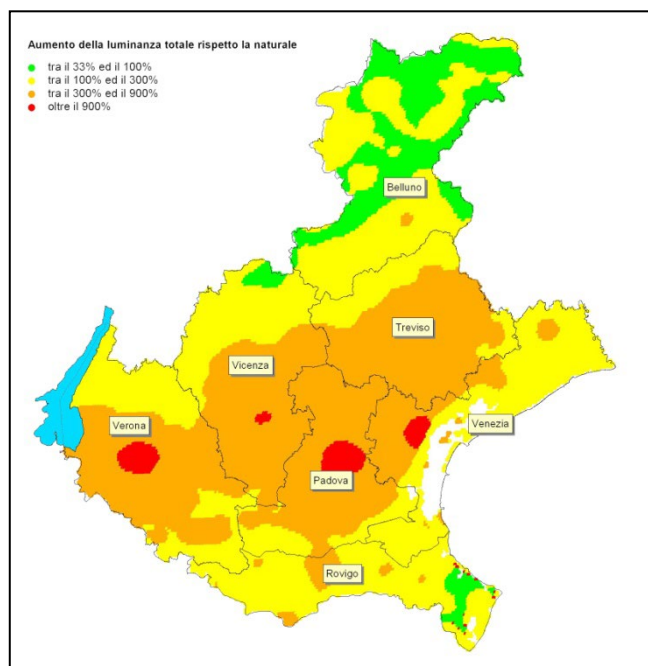 Aumento della luminanza totale rispetto la naturale
tra il 33% ed il 100%
tra il 100% ed il 300%
tra il 300% ed il 900%
oltre il 900%
Belluno
Treviso
Vicenza
Venezia
Verona
Padova
Rovigo